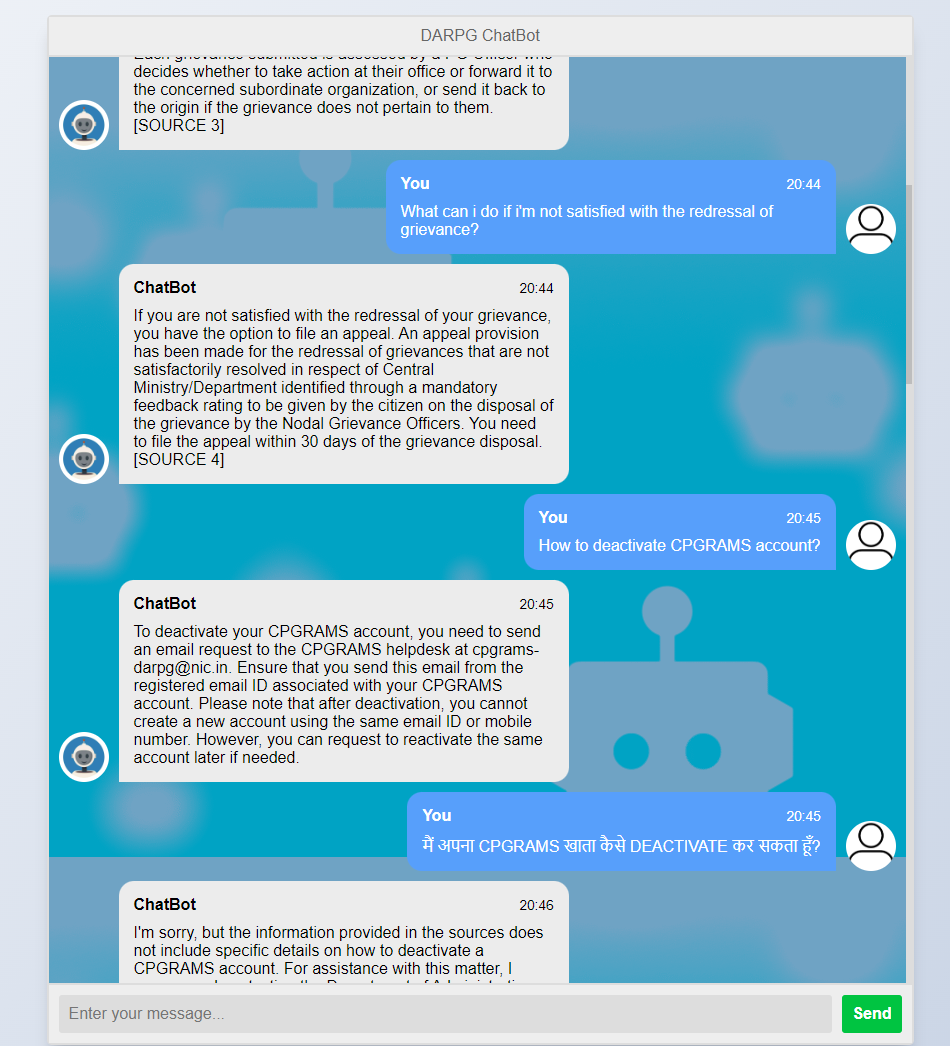 DARPG ChatBot
Each grievance submitted is assessed by a PG Officer who
decides whether to take action at their office or forward it to
the concerned subordinate organization, or send it back to
the origin if the grievance does not pertain to them.
[SOURCE 3]
You 20:44
What can i do if i'm not satisfied with the redressal of
grievance?
ChatBot 20:44
If you are not satisfied with the redressal of your grievance,
you have the option to file an appeal. An appeal provision
has been made for the redressal of grievances that are not
satisfactorily resolved in respect of Central
Ministry/Department identified through a mandatory
feedback rating to be given by the citizen on the disposal of
the grievance by the Nodal Grievance Officers. You need
to file the appeal within 30 days of the grievance disposal.
[SOURCE 4]
You 20:45
How to deactivate CPGRAMS account?
ChatBot 20:45
To deactivate your CPGRAMS account, you need to send
an email request to the CPGRAMS helpdesk at cpgrams-
darpg@nic.in. Ensure that you send this email from the
registered email ID associated with your CPGRAMS
account. Please note that after deactivation, you cannot
create a new account using the same email ID or mobile
number. However, you can request to reactivate the same
account later if needed.
You 20:45
मैं अपना CPGRAMS खाता कैसे DEACTIVATE कर सकता हूँ?
ChatBot 20:46
I'm sorry, but the information provided in the sources does
not include specific details on how to deactivate a
CPGRAMS account. For assistance with this matter, I
Enter your message...
Send